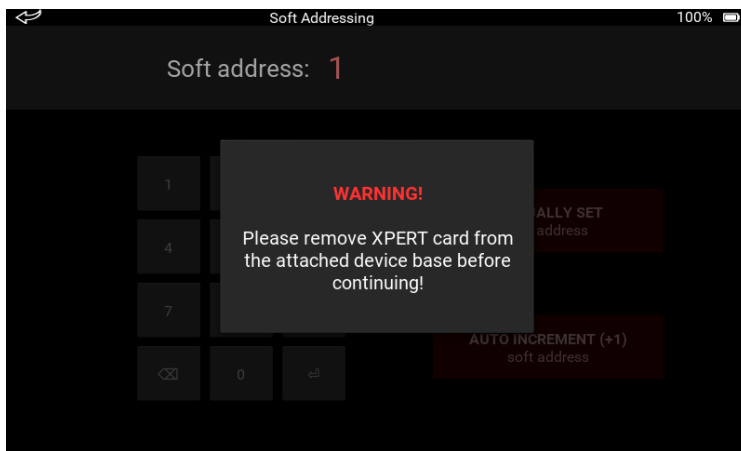 Soft Addressing
100%
Soft address: 1
WARNING!
Please remove XPERT card from
the attached device base before
continuing!
1
4
7
0
ALLY SET
address
AUTO INCREMENT (+1)
soft address